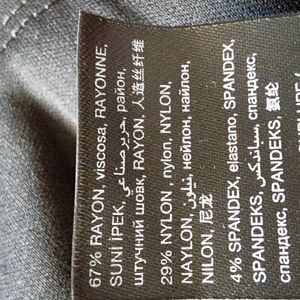 67% RAYON, viscosa, RAYONNE,
SUNI İPEK, حرير صناعي, район,
штучний шовк, RAYON, 人造丝纤维
29% NYLON, nylon, NYLON,
NAYLON, نيلون, нейлон, найлон,
NILON, 尼龙
4% SPANDEX, elastano, SPANDEX,
SPANDEKS, سباندكس, спандекс,
спандекс, SPANDEKS, 氨纶